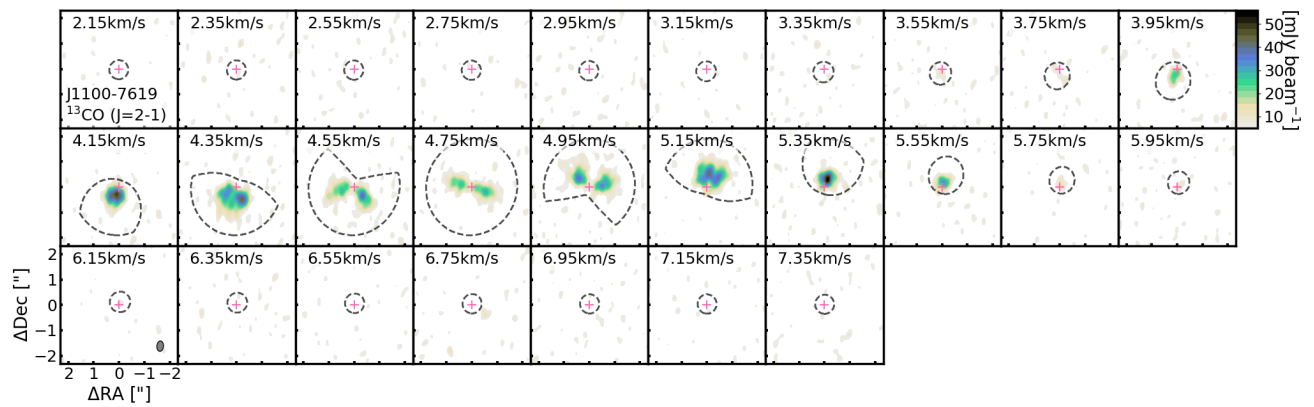 2.15km/s 2.35km/s 2.55km/s 2.75km/s 2.95km/s 3.15km/s 3.35km/s 3.55km/s 3.75km/s 3.95km/s
J1100-7619
¹³CO (J=2-1)
50
40
30
20
10
[mJy beam⁻¹]
4.15km/s 4.35km/s 4.55km/s 4.75km/s 4.95km/s 5.15km/s 5.35km/s 5.55km/s 5.75km/s 5.95km/s
6.15km/s 6.35km/s 6.55km/s 6.75km/s 6.95km/s 7.15km/s 7.35km/s
2
1
0
−1
−2
ΔDec ["]
2 1 0 −1 −2
ΔRA ["]